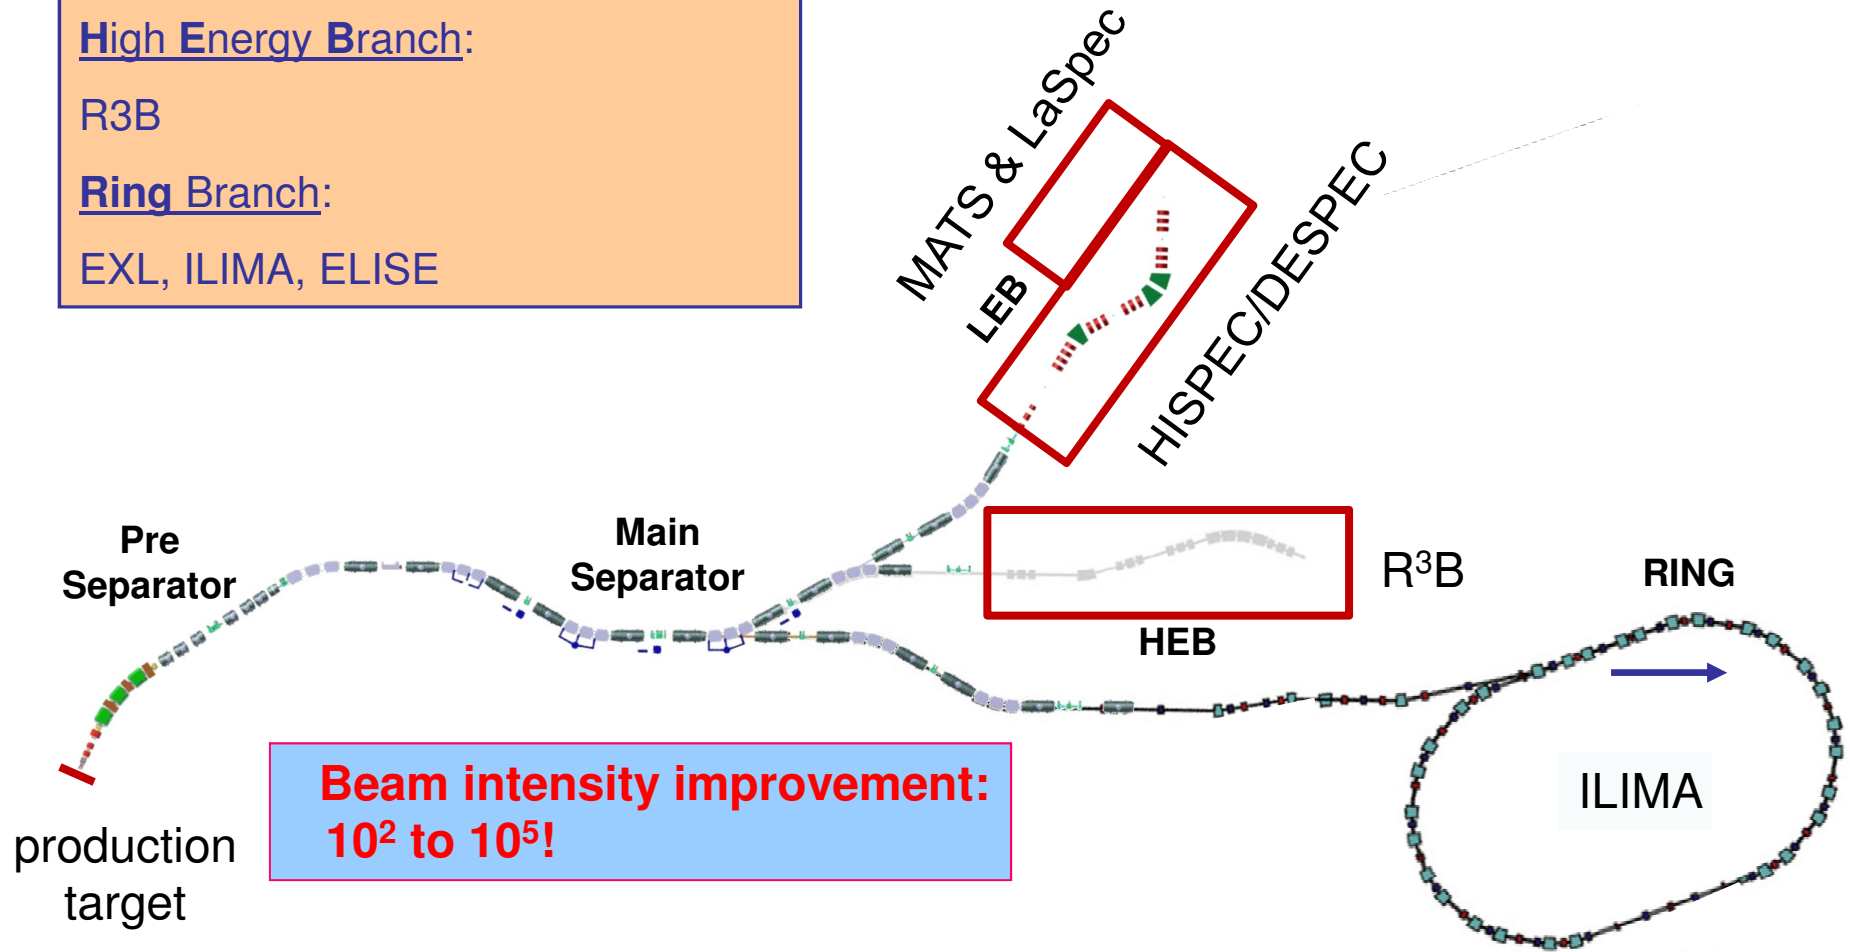 High Energy Branch:
R3B
Ring Branch:
EXL, ILIMA, ELISE
MATS & LaSpec
LEB
HISPEC/DESPEC
Pre
Separator
Main
Separator
R³B
HEB
RING
ILIMA
Beam intensity improvement:
10² to 10⁵!
production
target